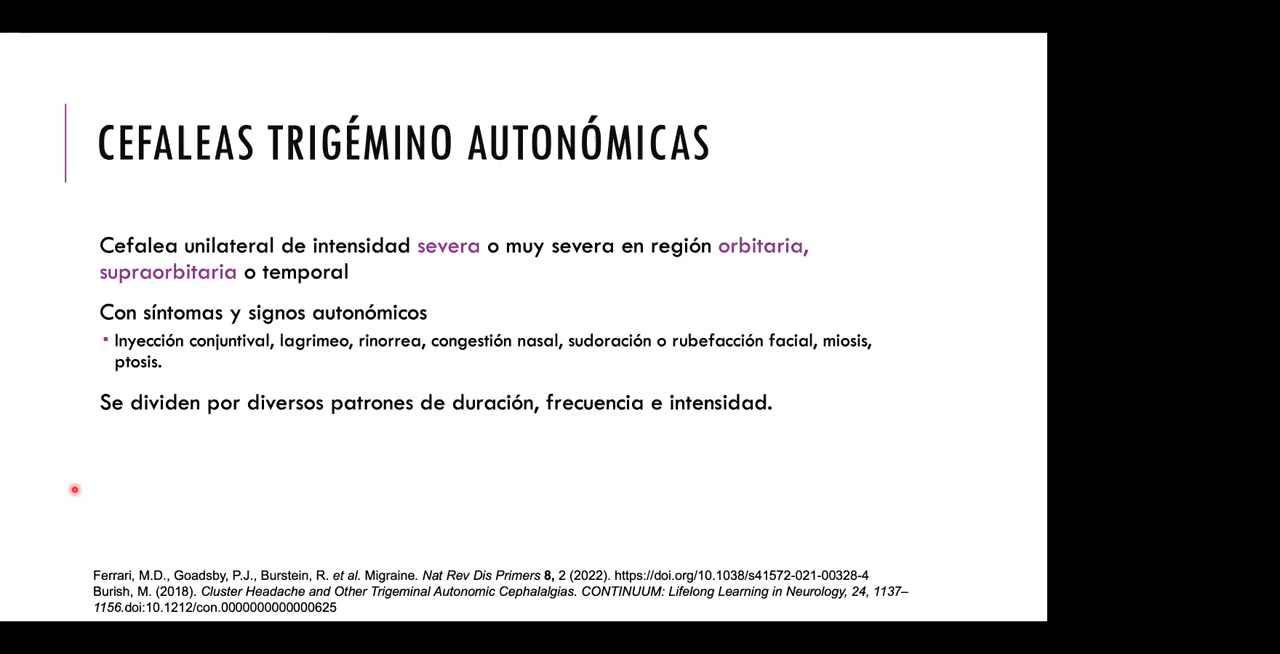 CEFALEAS TRIGÉMINO AUTONÓMICAS
Cefalea unilateral de intensidad severa o muy severa en región orbitaria,
supraorbitaria o temporal
Con síntomas y signos autonómicos
▪ Inyección conjuntival, lagrimeo, rinorrea, congestión nasal, sudoración o rubefacción facial, miosis,
ptosis.
Se dividen por diversos patrones de duración, frecuencia e intensidad.
Ferrari, M.D., Goadsby, P.J., Burstein, R. et al. Migraine. Nat Rev Dis Primers 8, 2 (2022). https://doi.org/10.1038/s41572-021-00328-4
Burish, M. (2018). Cluster Headache and Other Trigeminal Autonomic Cephalalgias. CONTINUUM: Lifelong Learning in Neurology, 24, 1137–
1156.doi:10.1212/con.0000000000000625